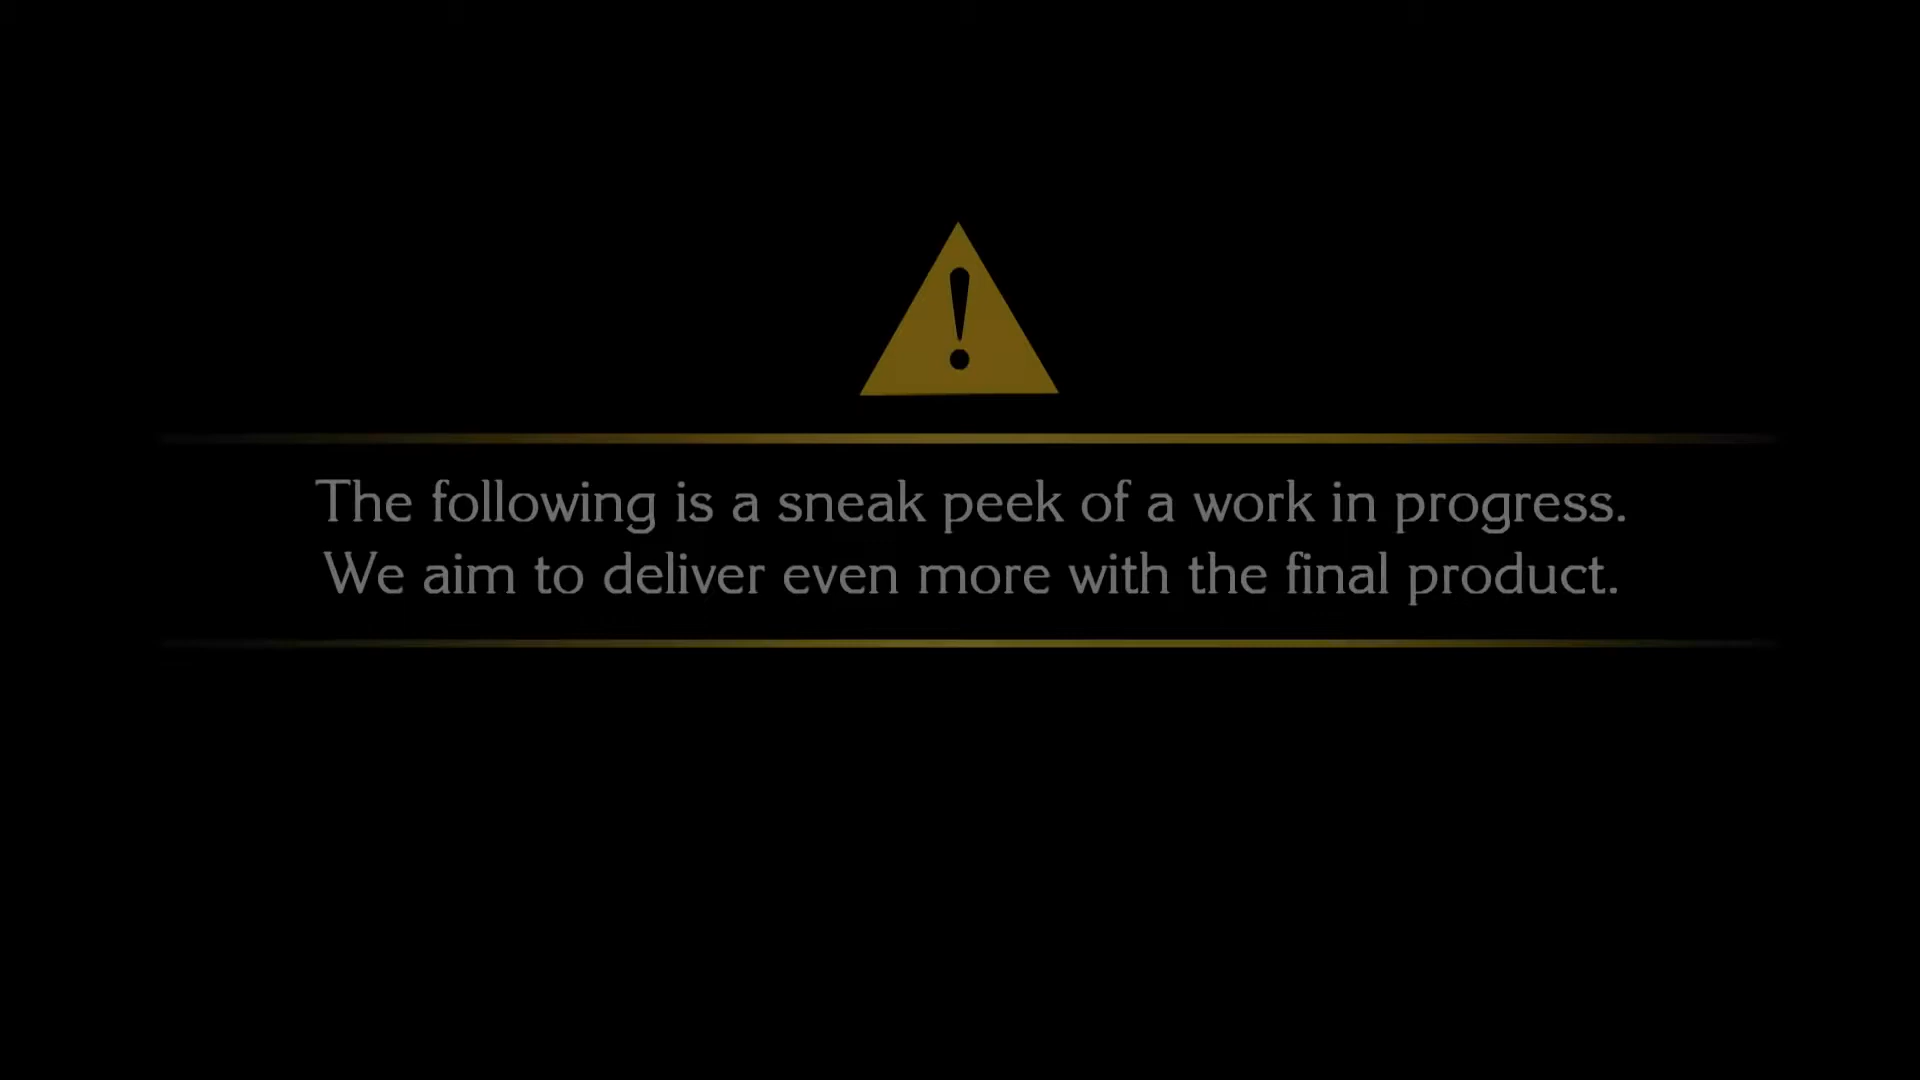 The following is a sneak peek of a work in progress.
We aim to deliver even more with the final product.